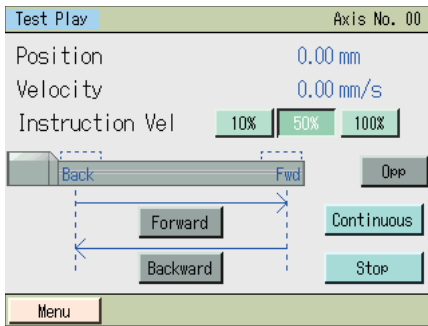 Test Play Axis No. 00
Position 0.00 mm
Velocity 0.00 mm/s
Instruction Vel 10% 50% 100%
Back Fwd Opp
Forward Continuous
Backward Stop
Menu